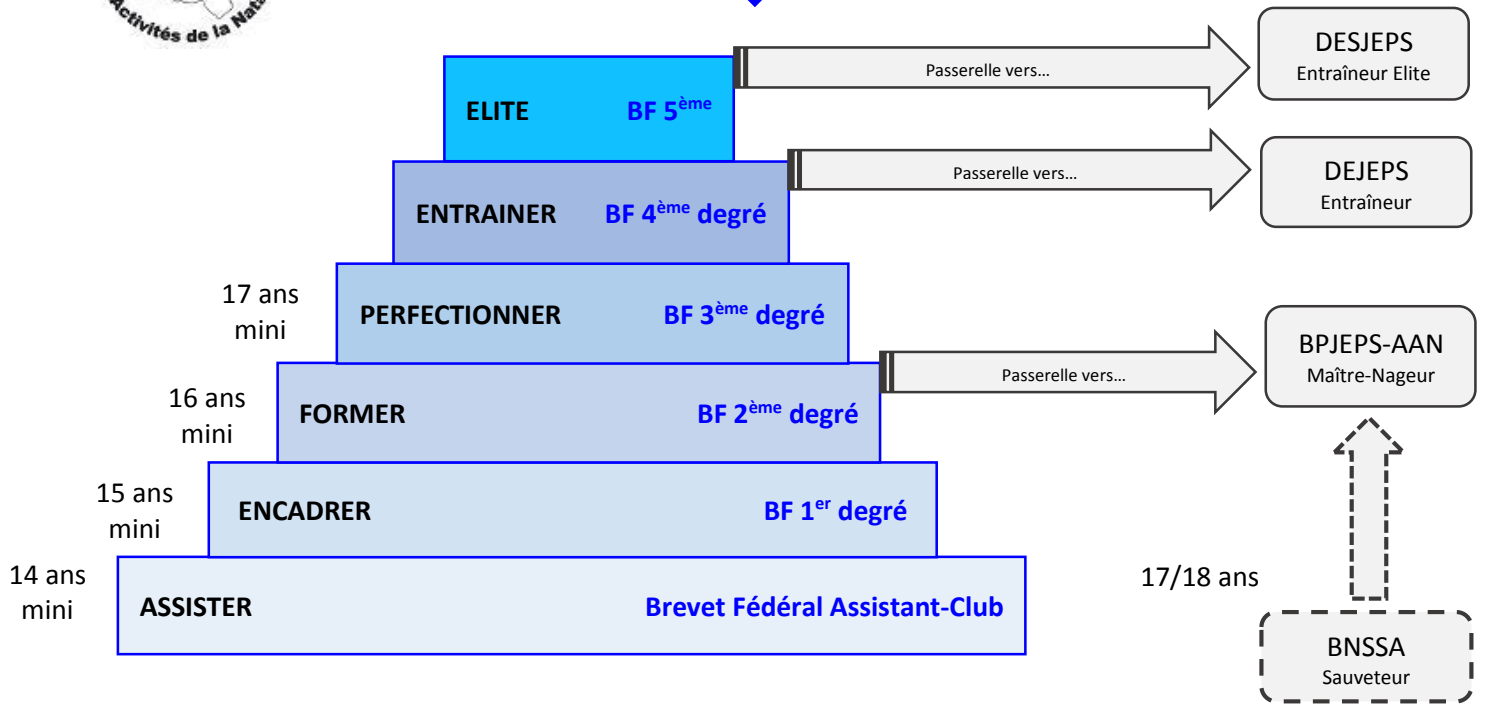 Activités de la Nata
DESJEPS
Entraîneur Elite
Passerelle vers…
ELITE BF 5ème
DEJEPS
Entraîneur
Passerelle vers…
ENTRAINER BF 4ème degré
17 ans
mini
PERFECTIONNER BF 3ème degré
BPJEPS-AAN
Maître-Nageur
Passerelle vers…
16 ans
mini
FORMER BF 2ème degré
15 ans
mini
ENCADRER BF 1er degré
14 ans
mini
ASSISTER Brevet Fédéral Assistant-Club
17/18 ans
BNSSA
Sauveteur